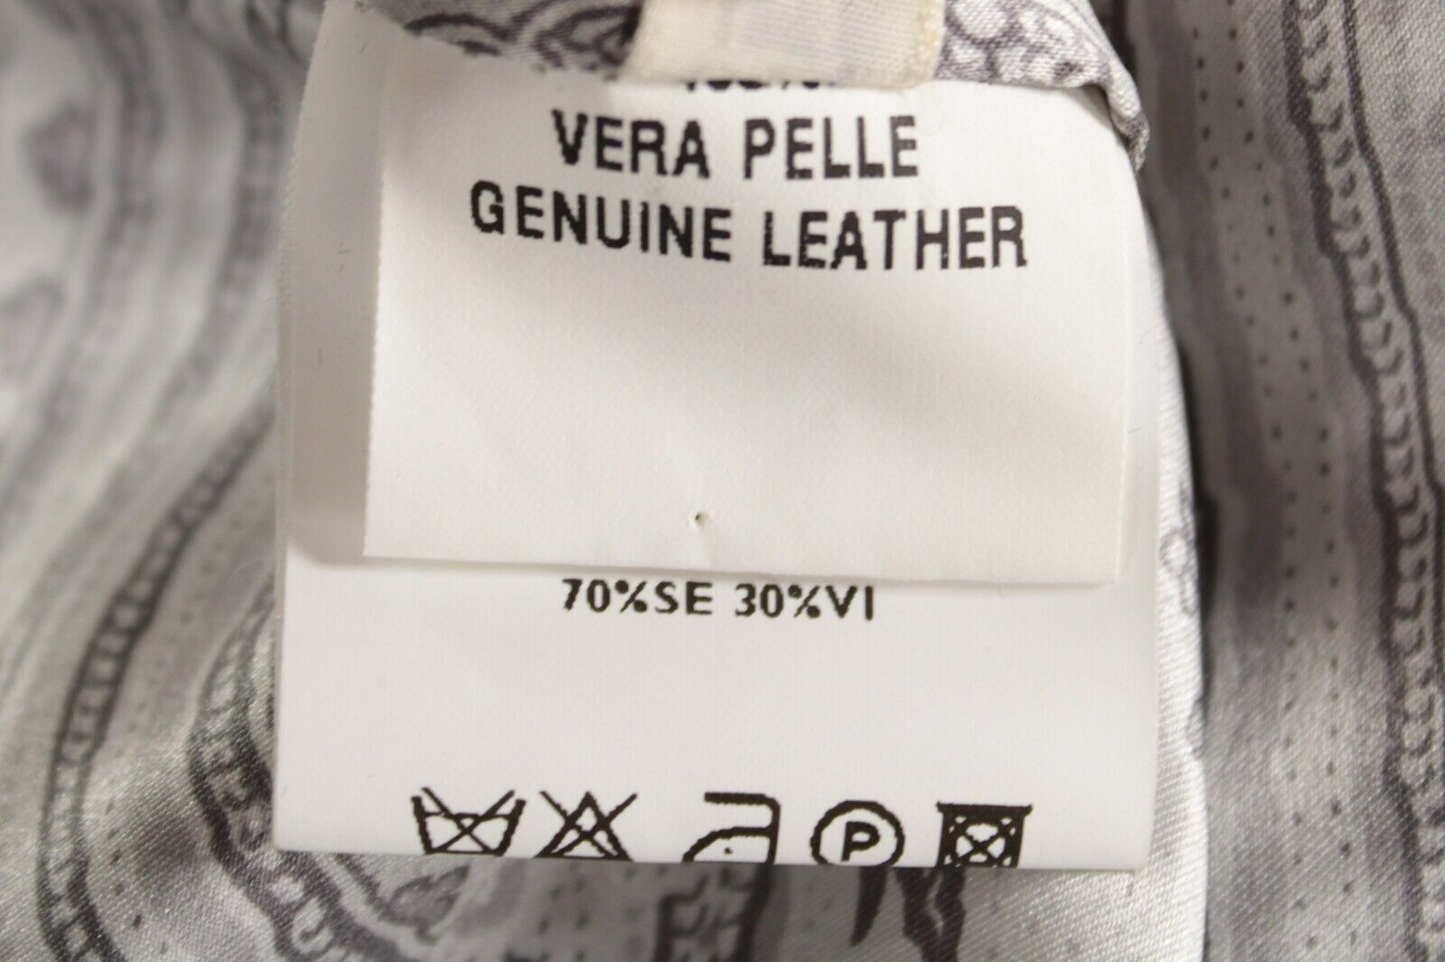 VERA PELLE
GENUINE LEATHER
70%SE 30%VI
P